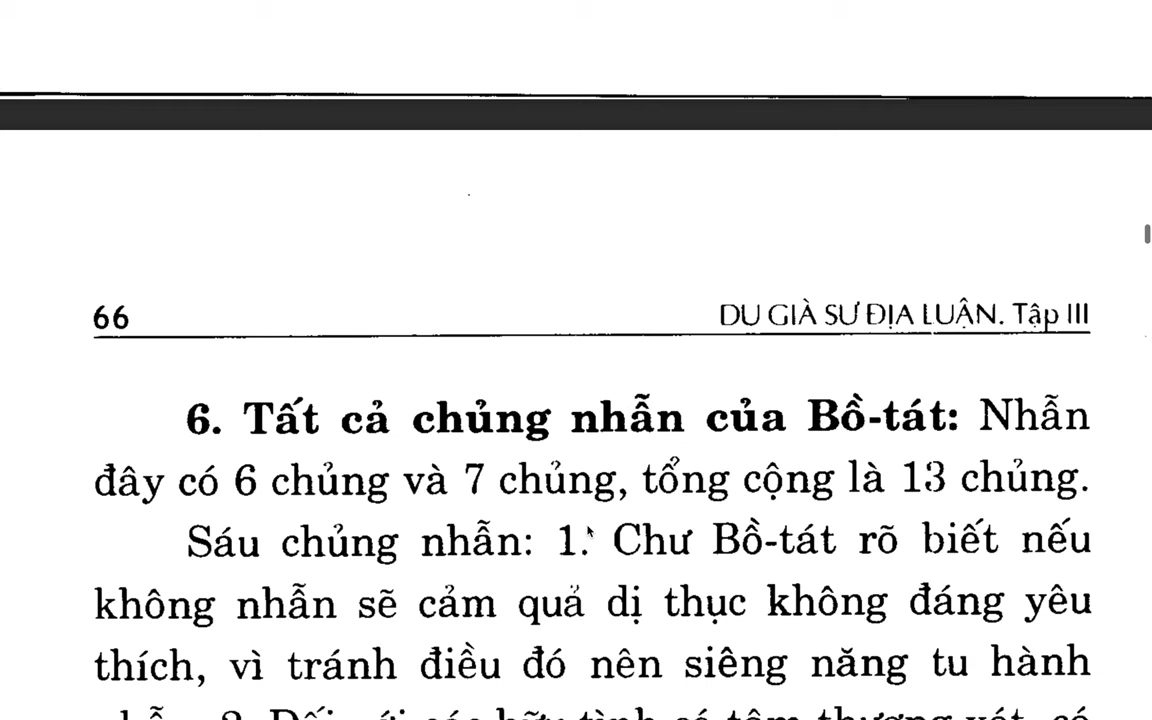 66
DU GIÀ SƯ ĐỊA LUẬN. Tập III
6. Tất cả chủng nhẫn của Bồ-tát: Nhẫn
đây có 6 chủng và 7 chủng, tổng cộng là 13 chủng.
Sáu chủng nhẫn: 1. Chư Bồ-tát rõ biết nếu
không nhẫn sẽ cảm quả dị thục không đáng yêu
thích, vì tránh điều đó nên siêng năng tu hành